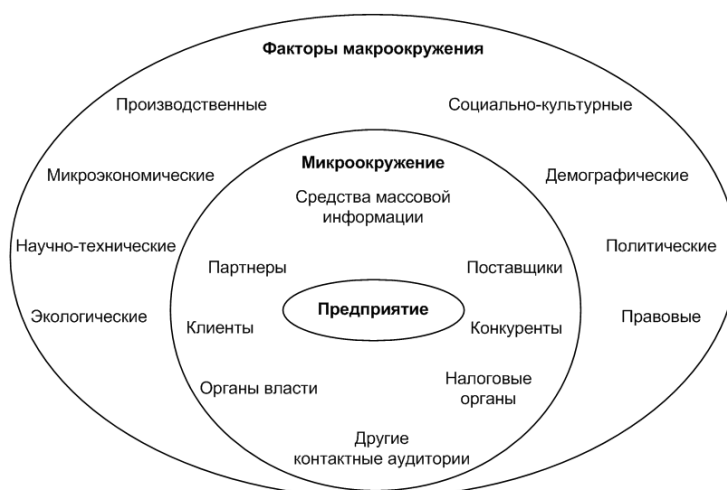 Факторы макроокружения
Производственные
Социально-культурные
Микроокружение
Микроэкономические
Демографические
Средства массовой
информации
Научно-технические
Политические
Партнеры
Поставщики
Предприятие
Экологические
Правовые
Клиенты
Конкуренты
Органы власти
Налоговые
органы
Другие
контактные аудитории